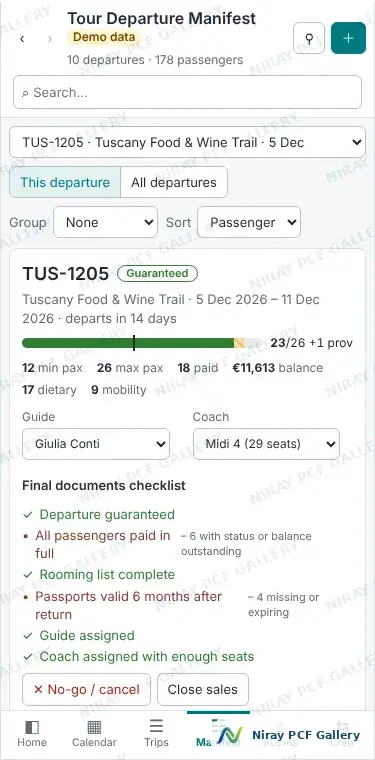 Tour Departure Manifest
Demo data
10 departures · 178 passengers
Search...
TUS-1205 · Tuscany Food & Wine Trail · 5 Dec
This departure All departures
Group None Sort Passenger
TUS-1205 Guaranteed
Tuscany Food & Wine Trail · 5 Dec 2026 – 11 Dec
2026 · departs in 14 days
23/26 +1 prov
12 min pax 26 max pax 18 paid €11,613 balance
17 dietary 9 mobility
Guide Coach
Giulia Conti Midi 4 (29 seats)
Final documents checklist
✓ Departure guaranteed
• All passengers paid in – 6 with status or balance
full outstanding
✓ Rooming list complete
• Passports valid 6 months after – 4 missing or
return expiring
✓ Guide assigned
✓ Coach assigned with enough seats
✕ No-go / cancel Close sales
Home Calendar Trips
Niray PCF Gallery
NIRAY PCF GALLERY